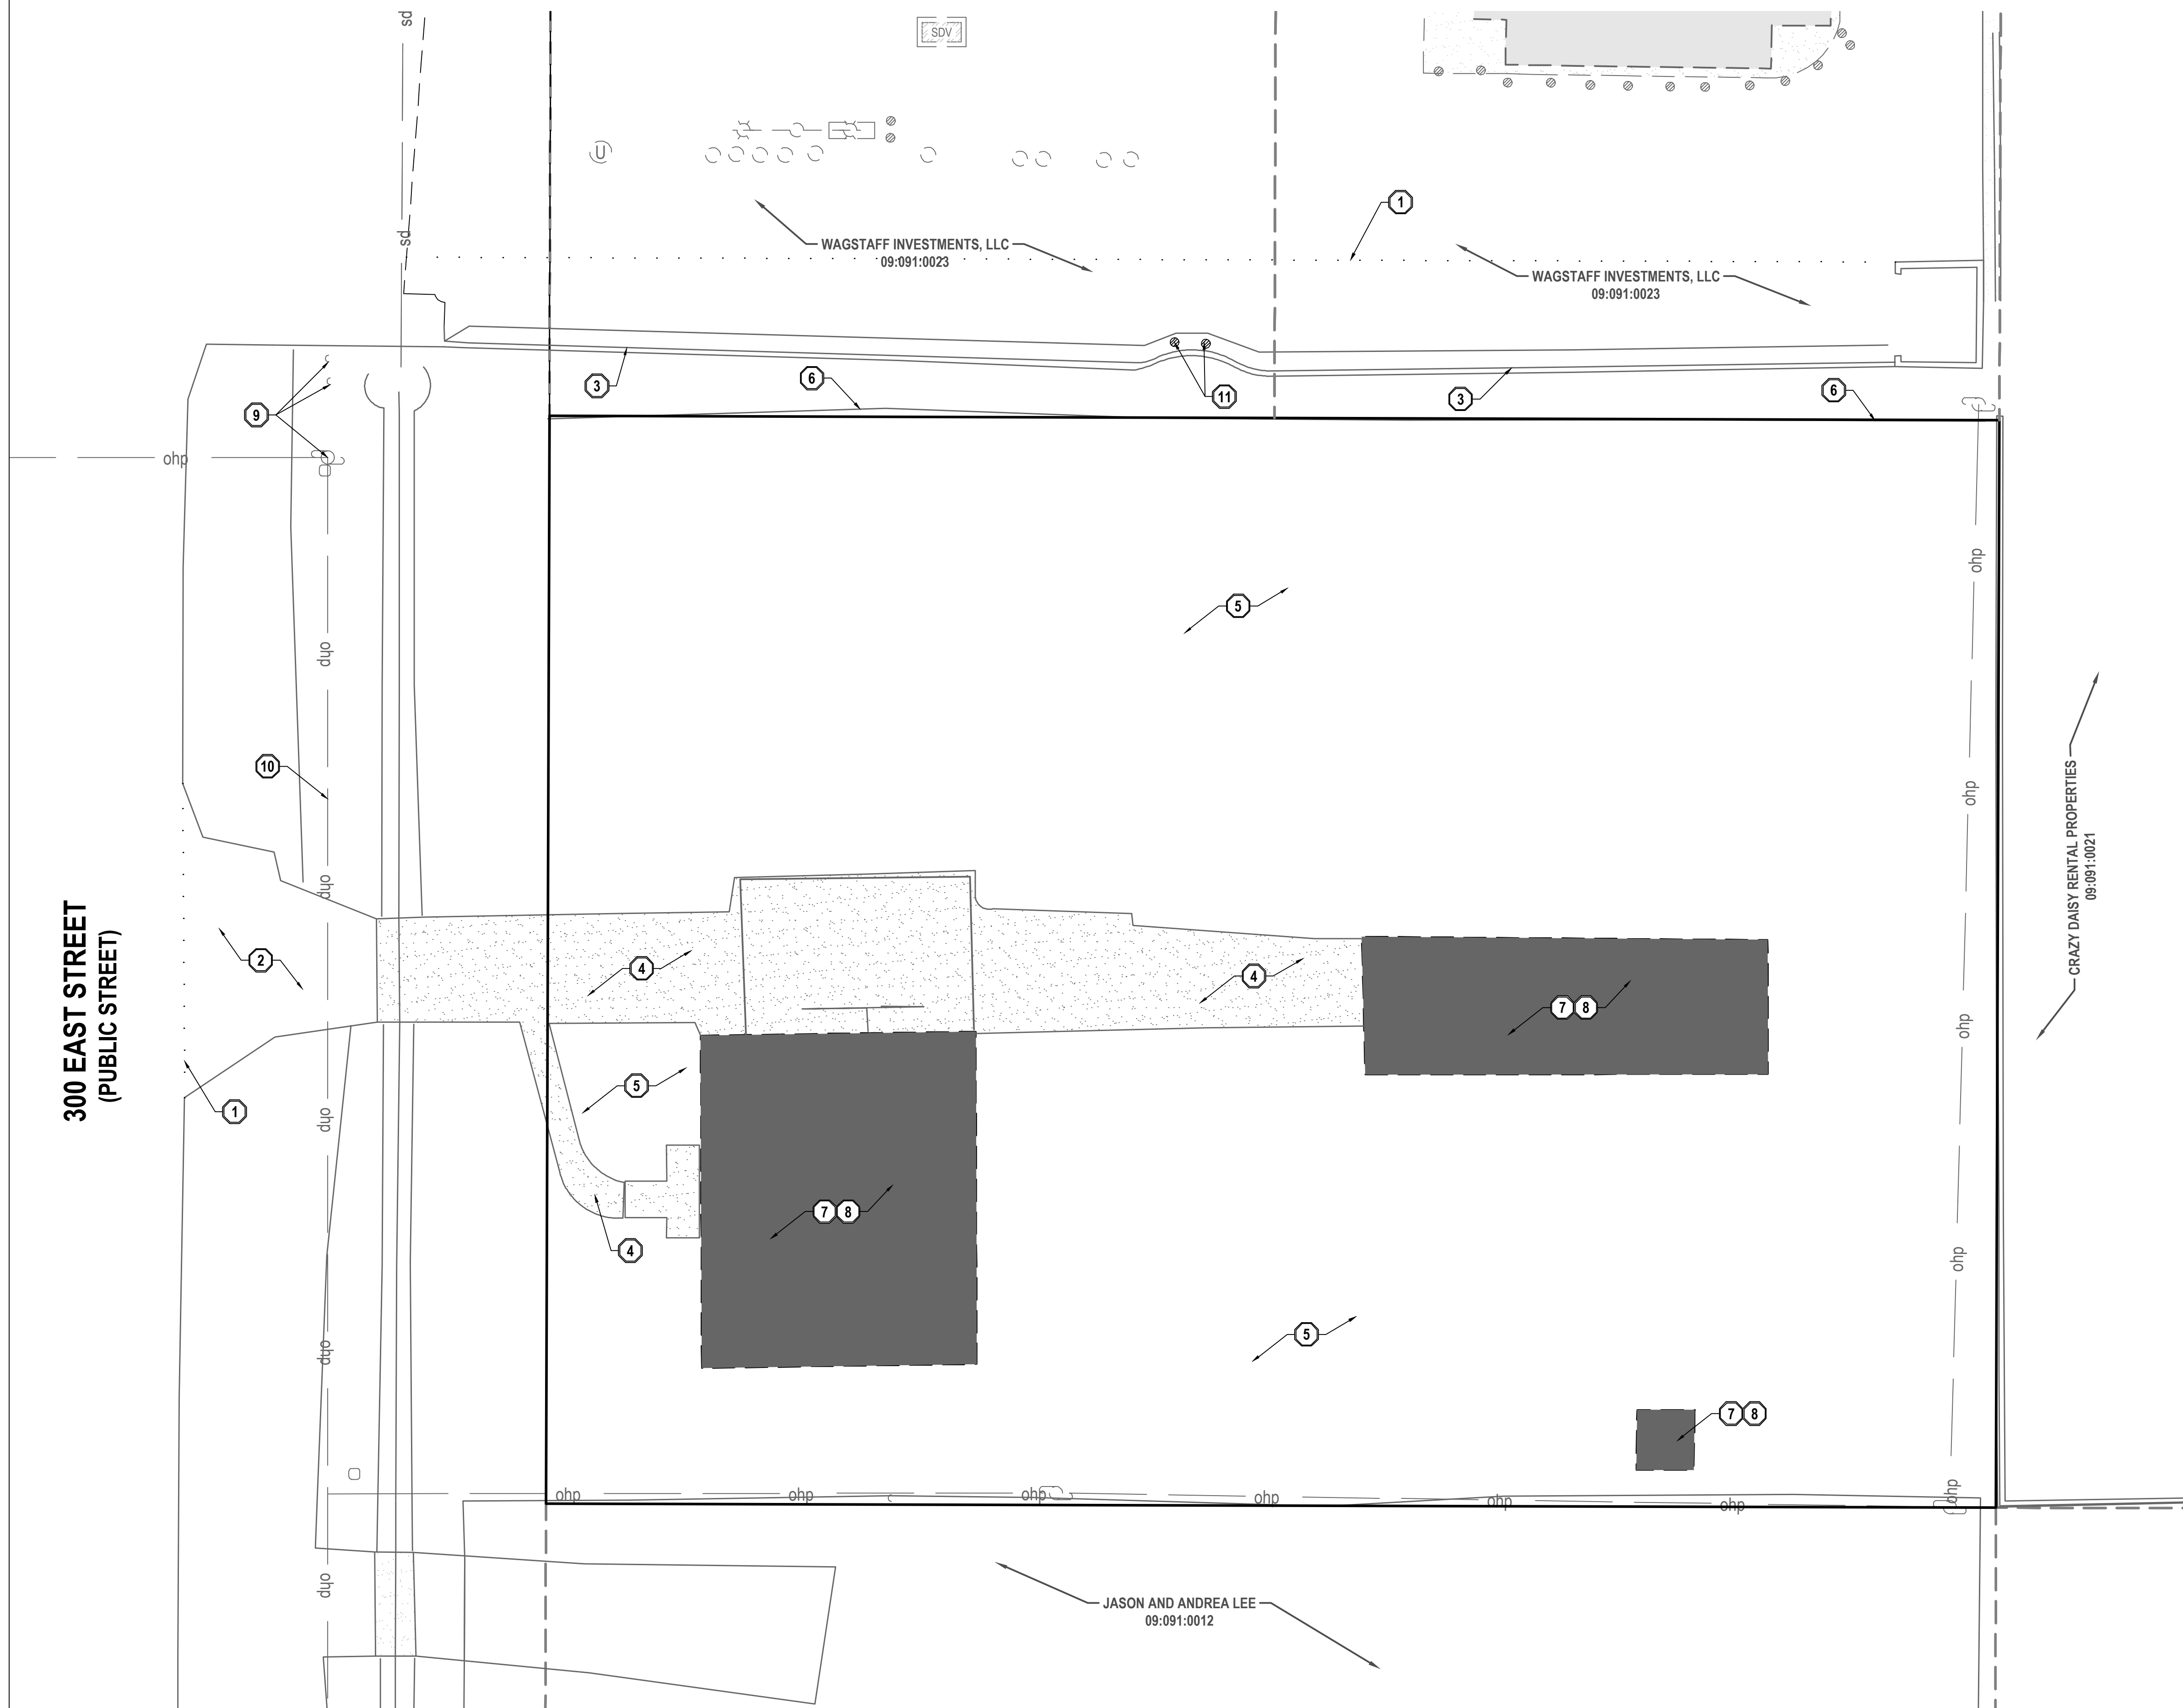 sd
SDV
U
1
sd
WAGSTAFF INVESTMENTS, LLC
09:091:0023
WAGSTAFF INVESTMENTS, LLC
09:091:0023
3
6
11
3
6
9
ohp
ohp
5
ohp
10
ohp
ohp
CRAZY DAISY RENTAL PROPERTIES
09:091:0021
300 EAST STREET
(PUBLIC STREET)
2
4
4
7 8
ohp
5
1
ohp
7 8
4
ohp
5
ohp
7 8
ohp
ohp
ohp
ohp
ohp
ohp
ohp
ohp
JASON AND ANDREA LEE
09:091:0012